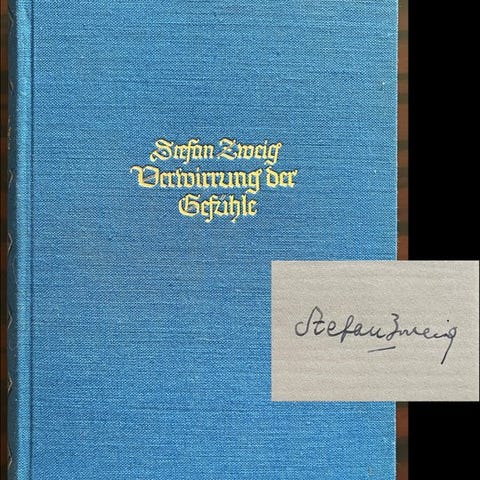 Stefan Zweig
Verwirrung der
Gefühle
Stefan Zweig